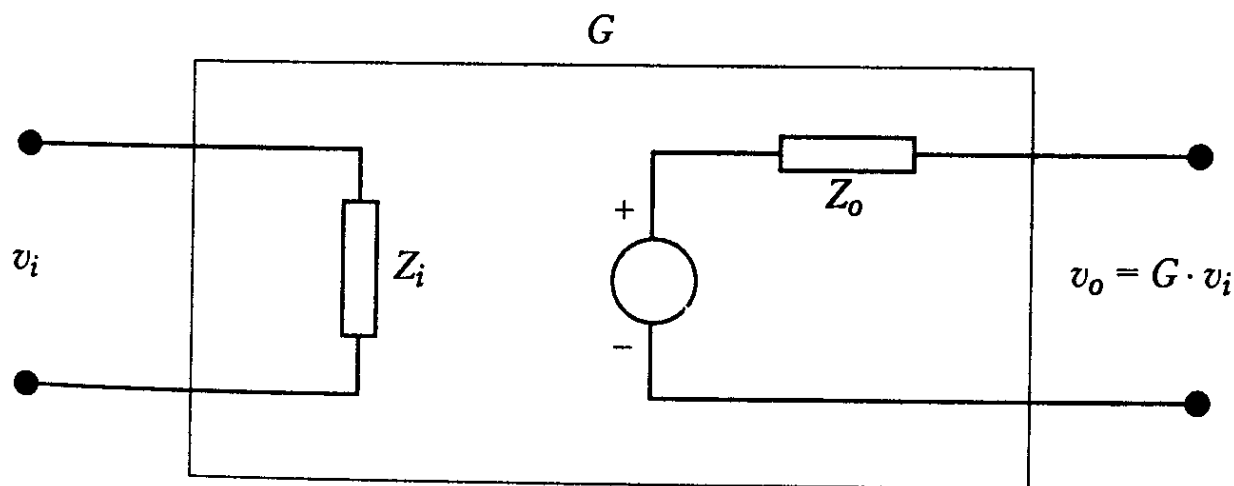 G
v_i
Z_i
+
−
Z_o
v_o = G · v_i